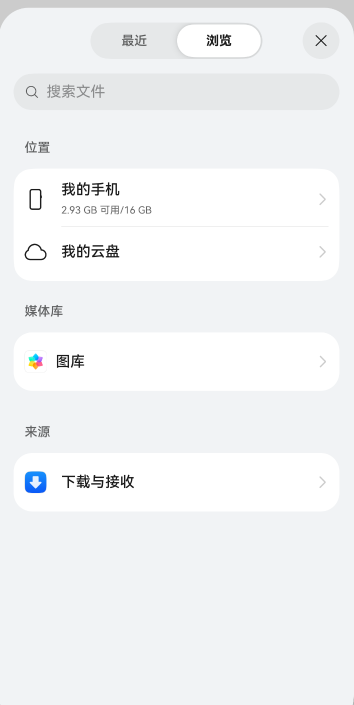 最近
浏览
搜索文件
位置
我的手机
2.93 GB 可用/16 GB
我的云盘
媒体库
图库
来源
下载与接收